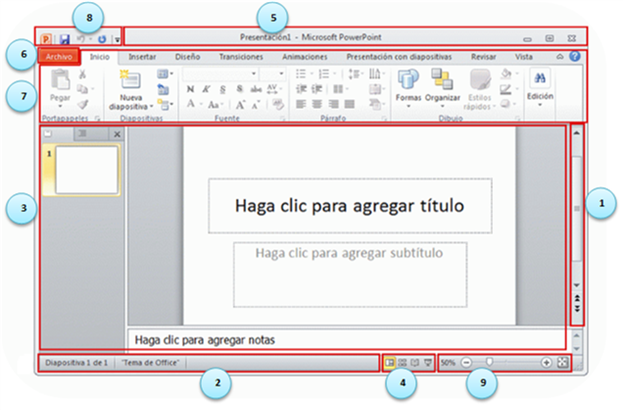 8
5
Presentación1 - Microsoft PowerPoint
6
Archivo Inicio Insertar Diseño Transiciones Animaciones Presentación con diapositivas Revisar Vista
7
Pegar
Nueva
diapositiva
N K S S abc AV
A Aa A A
Formas Organizar Estilos
rápidos
Edición
Portapapeles Diapositivas Fuente Párrafo Dibujo
1
3
1
Haga clic para agregar título
Haga clic para agregar subtítulo
Haga clic para agregar notas
Diapositiva 1 de 1 "Tema de Office" 50%
2 4 9